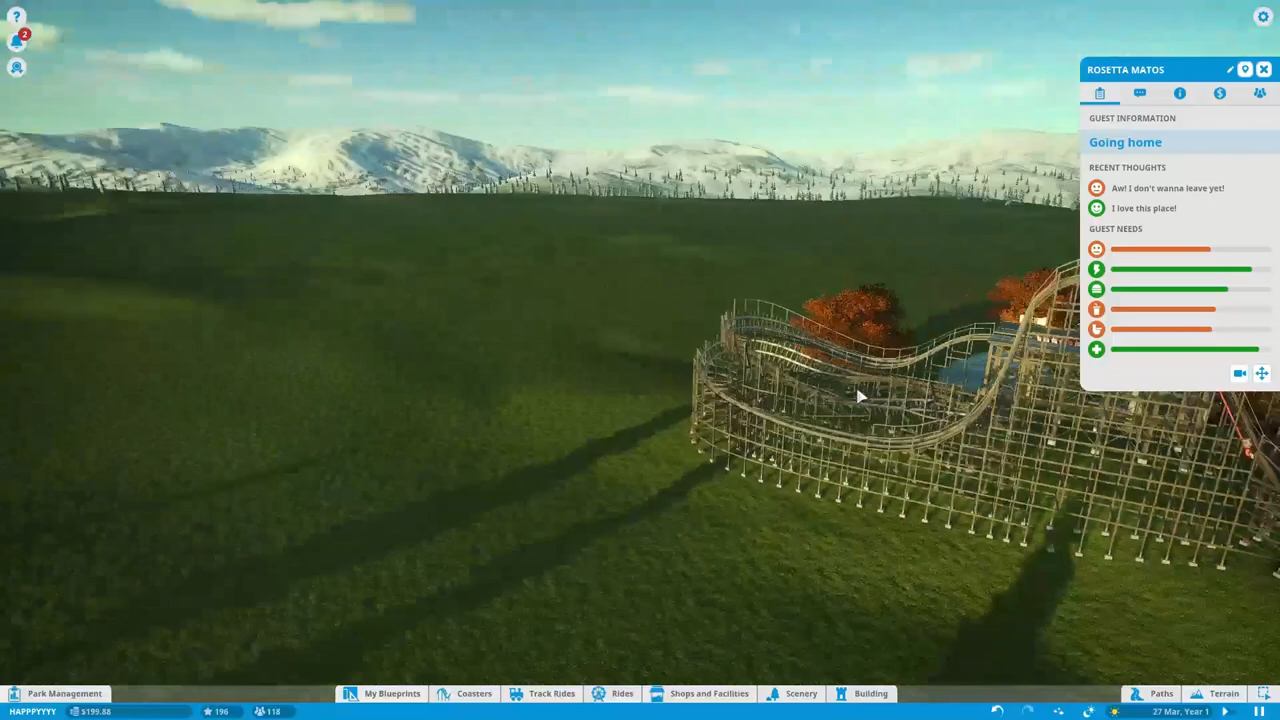 ?
2
ROSETTA MATOS
GUEST INFORMATION
Going home
RECENT THOUGHTS
Aw! I don't wanna leave yet!
I love this place!
GUEST NEEDS
Park Management
My Blueprints
Coasters
Track Rides
Rides
Shops and Facilities
Scenery
Building
Paths
Terrain
HAPPPYYYY
$199.88
196
118
27 Mar, Year 1